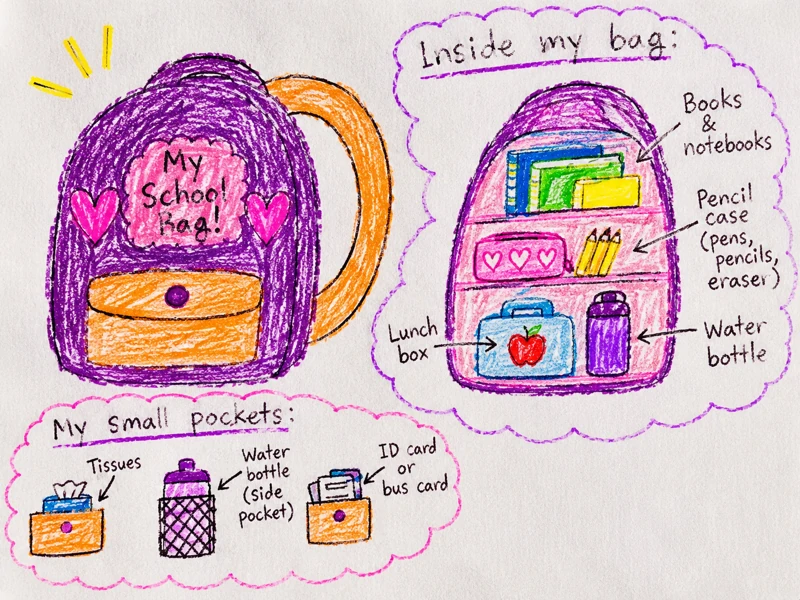 My
School
Bag!
Inside my bag:
Books
&
notebooks
Pencil
case
(pens,
pencils,
eraser)
Lunch
box
Water
bottle
My small pockets:
Tissues
Water
bottle
(side
pocket)
ID card
or
bus card